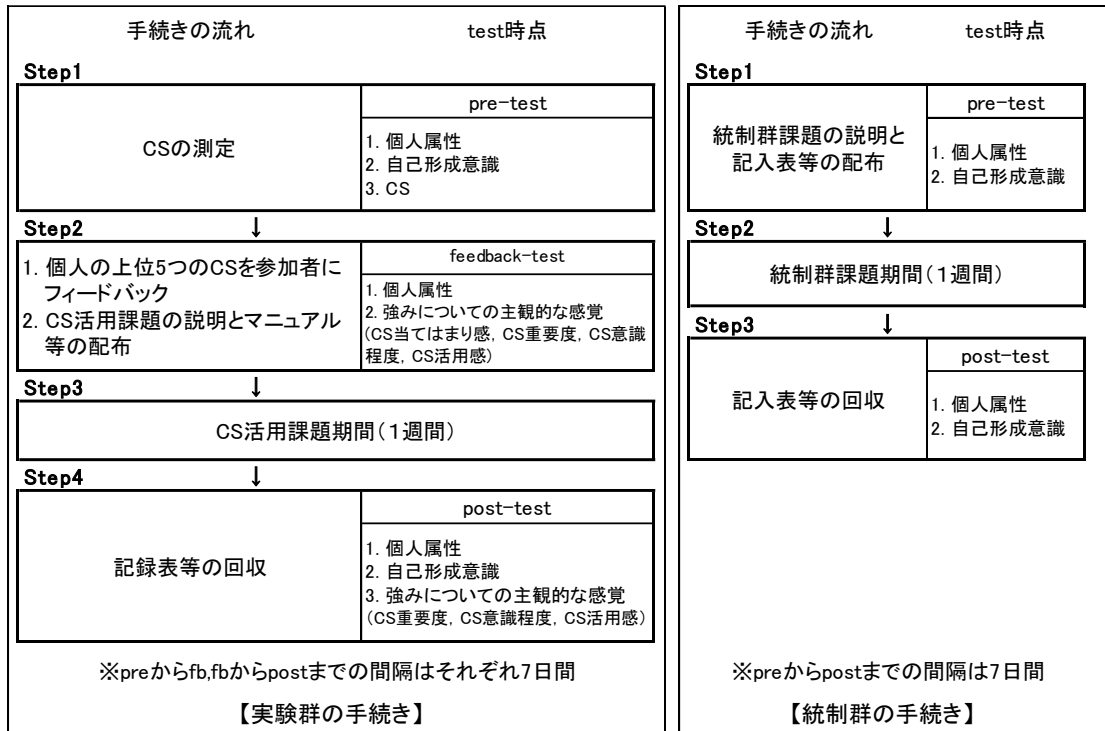 手続きの流れ
test時点
Step1
CSの測定
pre-test
1. 個人属性
2. 自己形成意識
3. CS
↓
Step2
1. 個人の上位5つのCSを参加者に
フィードバック
2. CS活用課題の説明とマニュアル
等の配布
feedback-test
1. 個人属性
2. 強みについての主観的な感覚
(CS当てはまり感, CS重要度, CS意識
程度, CS活用感)
↓
Step3
CS活用課題期間(1週間)
↓
Step4
記録表等の回収
post-test
1. 個人属性
2. 自己形成意識
3. 強みについての主観的な感覚
(CS重要度, CS意識程度, CS活用感)
※preからfb,fbからpostまでの間隔はそれぞれ7日間
【実験群の手続き】
手続きの流れ
test時点
Step1
統制群課題の説明と
記入表等の配布
pre-test
1. 個人属性
2. 自己形成意識
↓
Step2
統制群課題期間(1週間)
↓
Step3
記入表等の回収
post-test
1. 個人属性
2. 自己形成意識
※preからpostまでの間隔は7日間
【統制群の手続き】